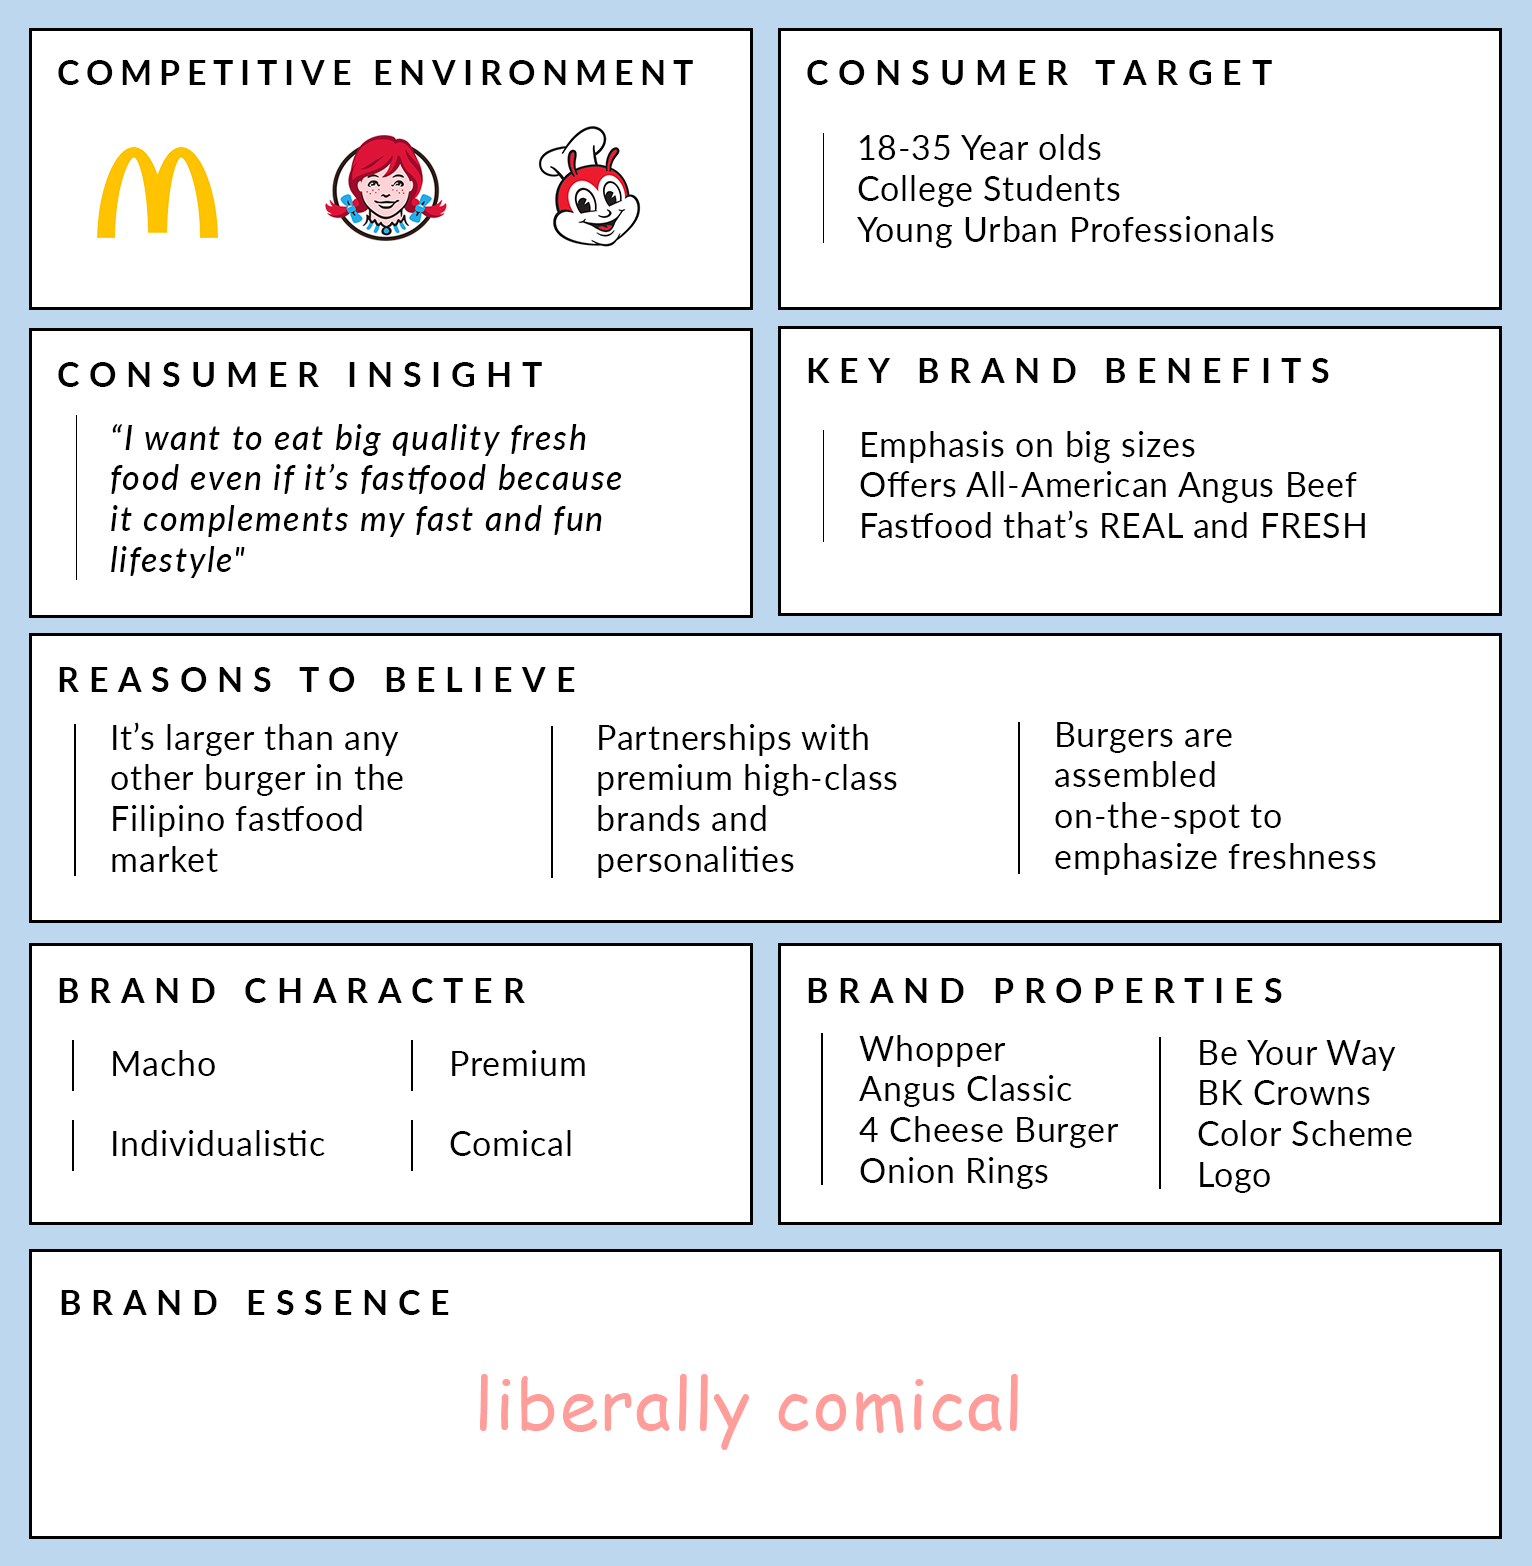 COMPETITIVE ENVIRONMENT
CONSUMER TARGET
18-35 Year olds
College Students
Young Urban Professionals
CONSUMER INSIGHT
“I want to eat big quality fresh
food even if it’s fastfood because
it complements my fast and fun
lifestyle"
KEY BRAND BENEFITS
Emphasis on big sizes
Offers All-American Angus Beef
Fastfood that’s REAL and FRESH
REASONS TO BELIEVE
It’s larger than any
other burger in the
Filipino fastfood
market
Partnerships with
premium high-class
brands and
personalities
Burgers are
assembled
on-the-spot to
emphasize freshness
BRAND CHARACTER
Macho
Premium
Individualistic
Comical
BRAND PROPERTIES
Whopper
Angus Classic
4 Cheese Burger
Onion Rings
Be Your Way
BK Crowns
Color Scheme
Logo
BRAND ESSENCE
liberally comical